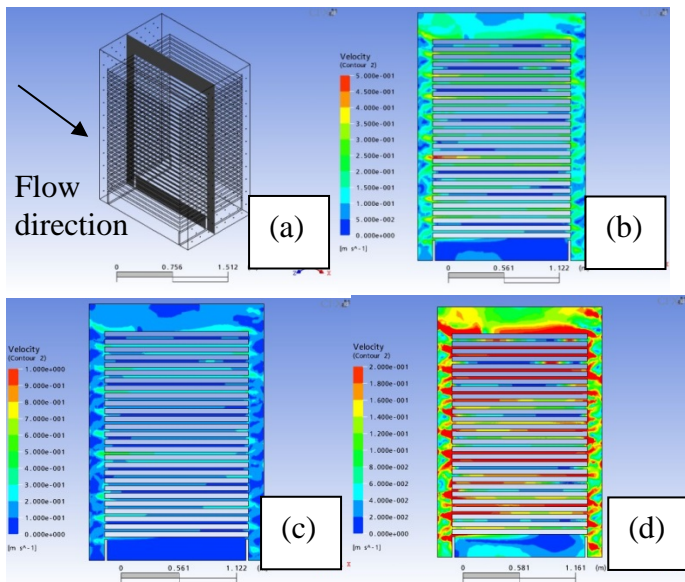 Flow
direction
(a)
0 0.756 1.512
Velocity
(Contour 2)
5.000e-001
4.500e-001
4.000e-001
3.500e-001
3.000e-001
2.500e-001
2.000e-001
1.500e-001
1.000e-001
5.000e-002
0.000e+000
[m s^-1]
(b)
0 0.561 1.122
Velocity
(Contour 2)
1.000e+000
9.000e-001
8.000e-001
7.000e-001
6.000e-001
5.000e-001
4.000e-001
3.000e-001
2.000e-001
1.000e-001
0.000e+000
[m s^-1]
(c)
0 0.561 1.122
Velocity
(Contour 2)
2.000e-001
1.800e-001
1.600e-001
1.400e-001
1.200e-001
1.000e-001
8.000e-002
6.000e-002
4.000e-002
2.000e-002
0.000e+000
[m s^-1]
(d)
0 0.581 1.161 (m)